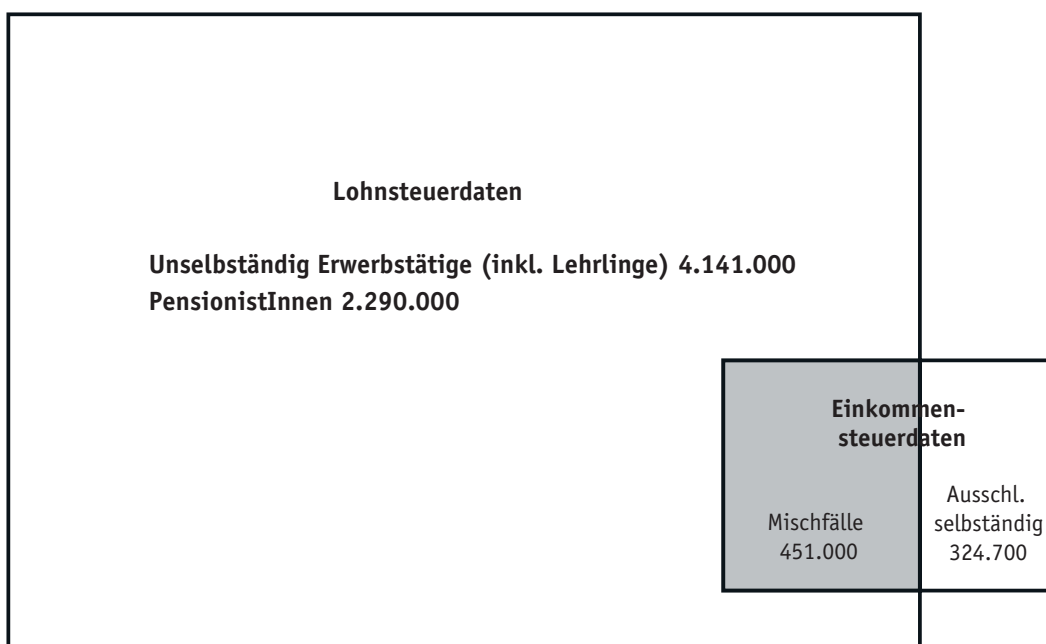 Lohnsteuerdaten
Unselbständig Erwerbstätige (inkl. Lehrlinge) 4.141.000
PensionistInnen 2.290.000
Einkommen-
steuerdaten
Mischfälle
451.000
Ausschl.
selbständig
324.700